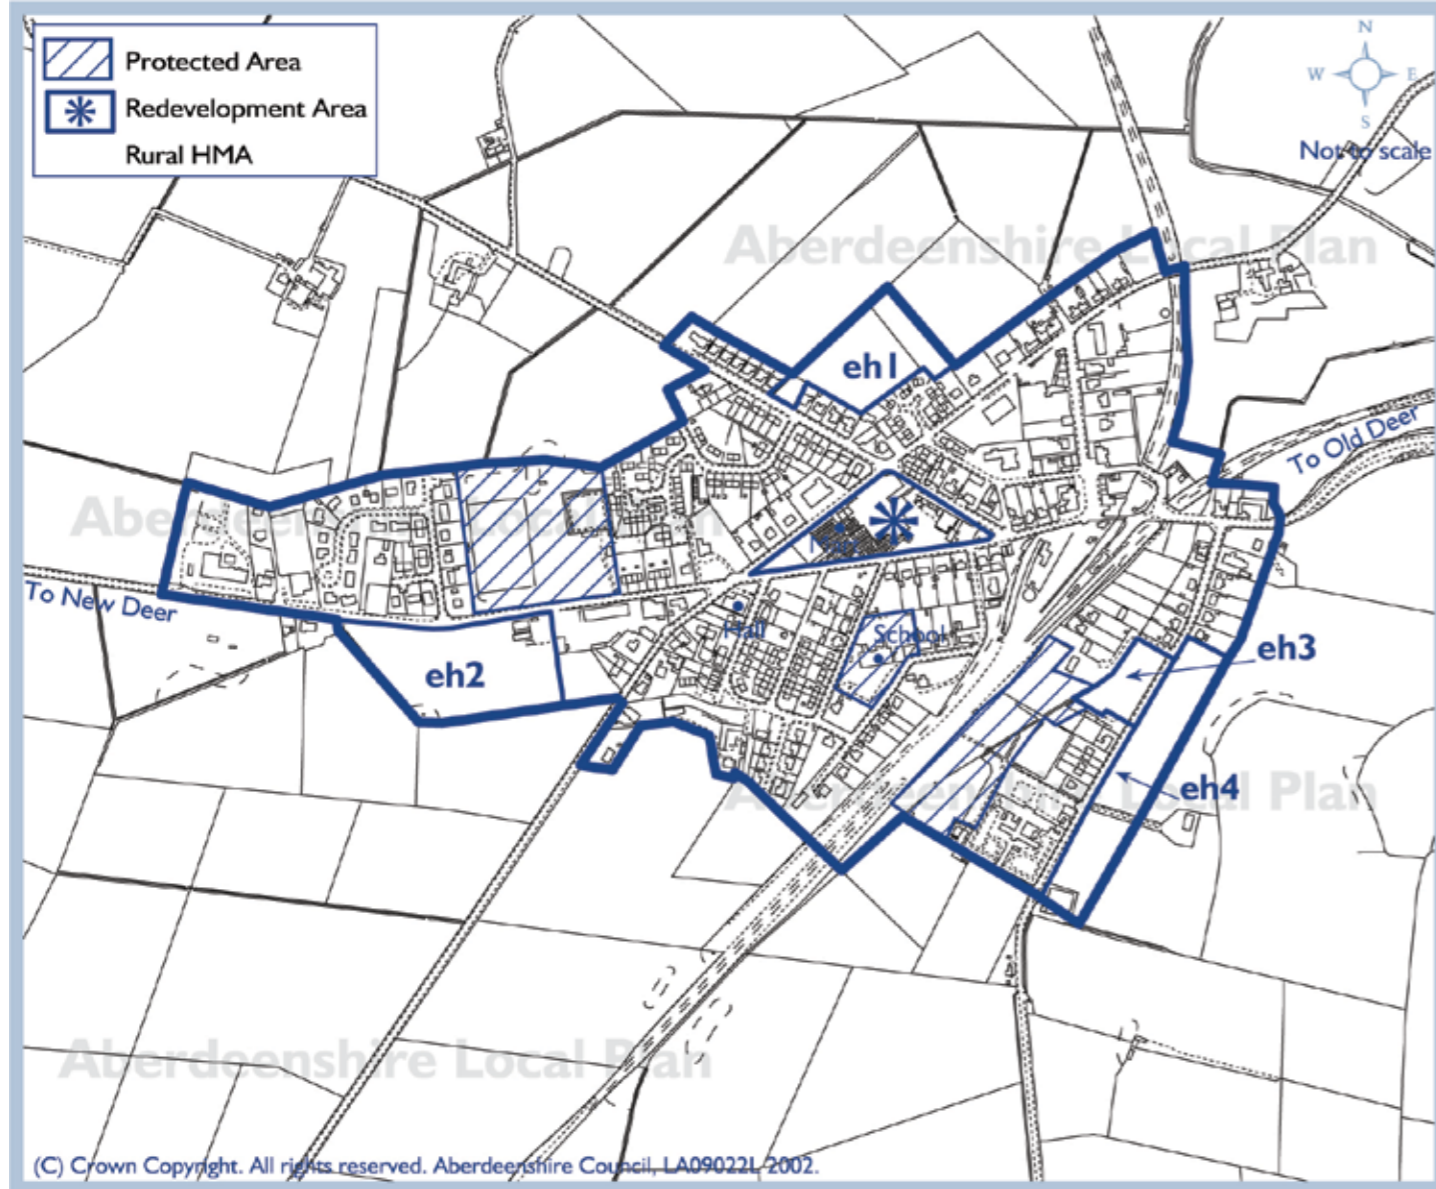 Protected Area
Redevelopment Area
Rural HMA
N
W E
S
Not to scale
Aberdeenshire Local Plan
eh1
To Old Deer
Aberdeenshire Local Plan
To New Deer
Hall
School
eh2
eh3
eh4
Aberdeenshire Local Plan
Aberdeenshire Local Plan
(C) Crown Copyright. All rights reserved. Aberdeenshire Council, LA09022L 2002.